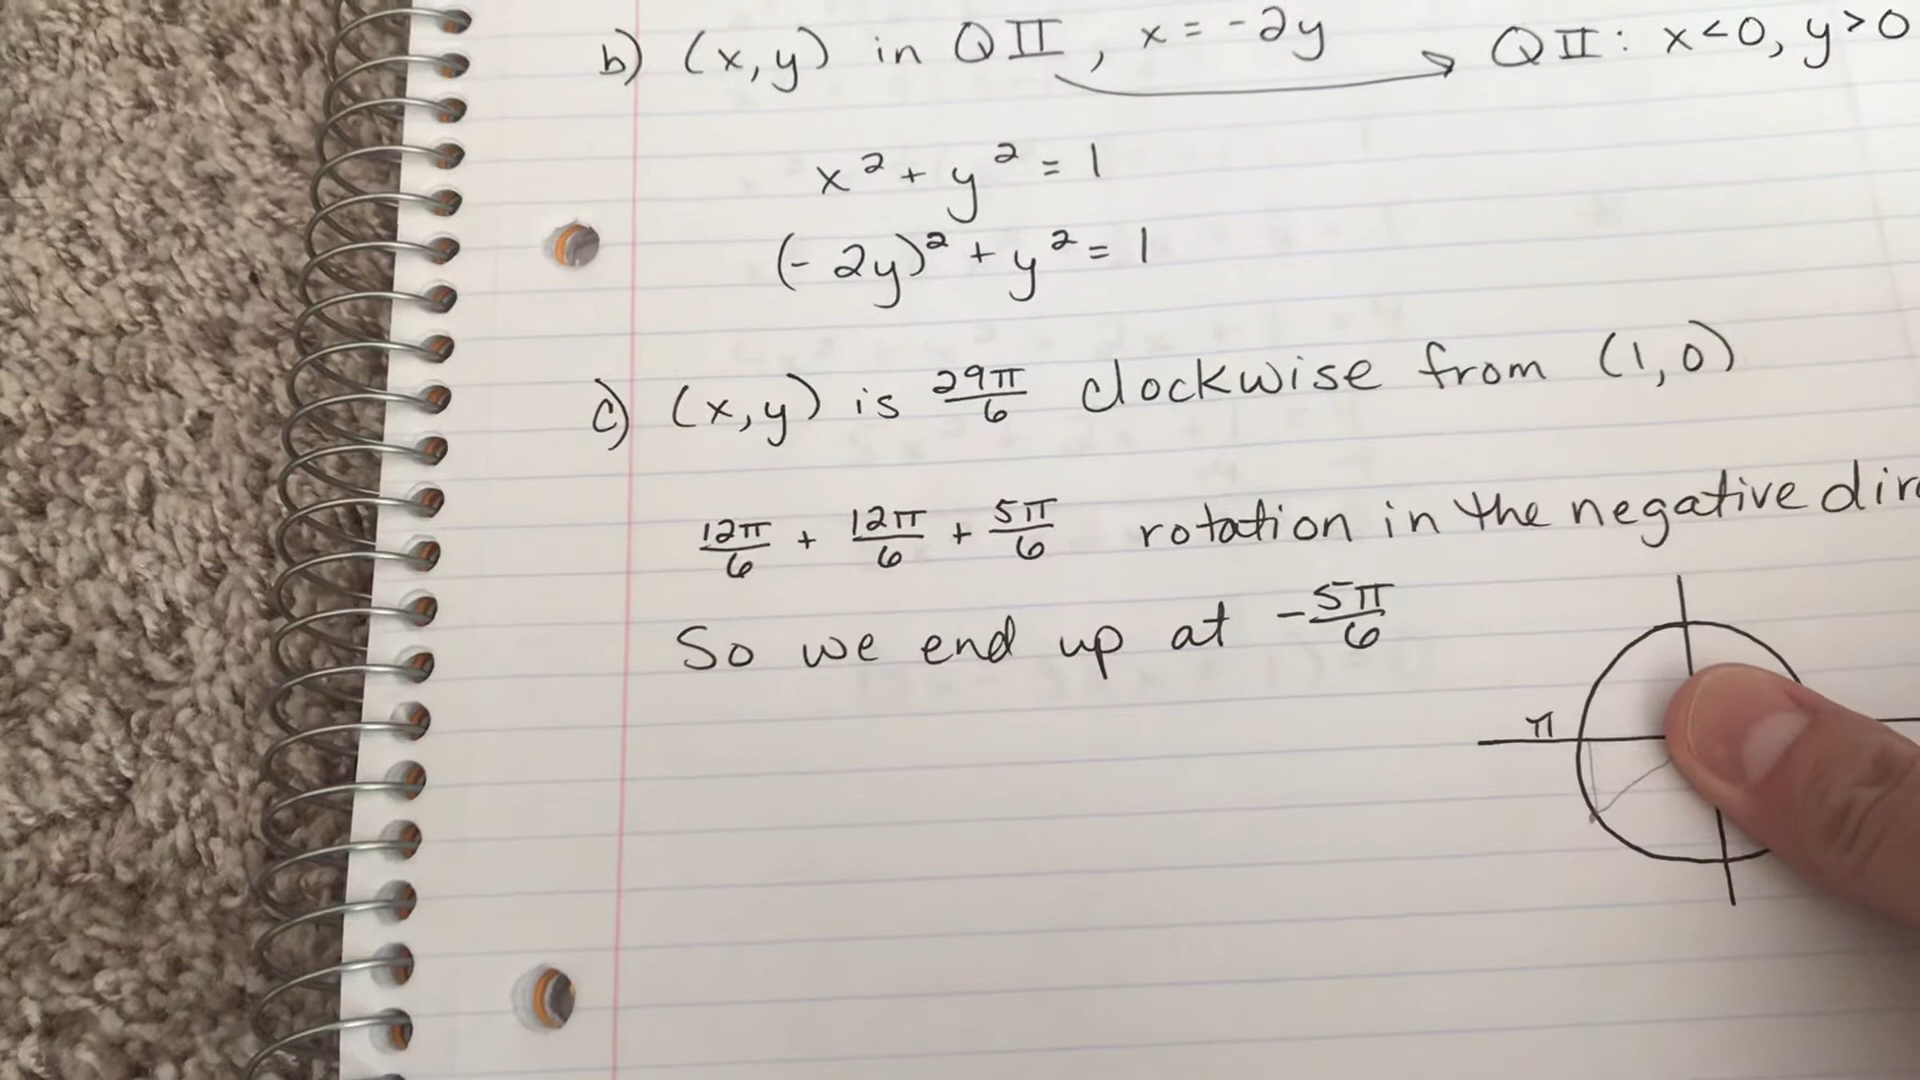 b) (x,y) in QII, x = -2y → QII: x<0, y>0
x² + y² = 1
(-2y)² + y² = 1
c) (x,y) is 29π/6 clockwise from (1,0)
12π/6 + 12π/6 + 5π/6 rotation in the negative
So we end up at -5π/6
π